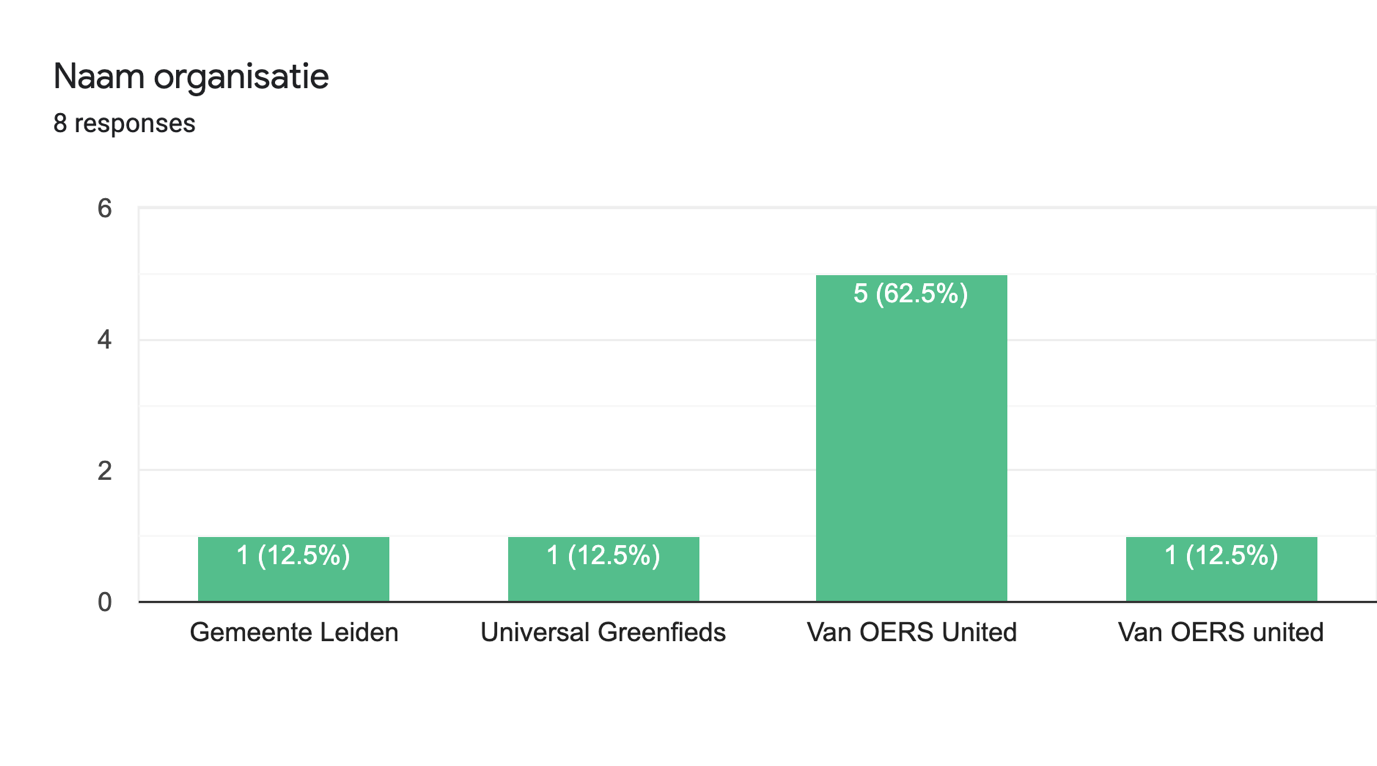 Naam organisatie
8 responses
6
4
2
0
5 (62.5%)
1 (12.5%)
1 (12.5%)
1 (12.5%)
Gemeente Leiden
Universal Greenfieds
Van OERS United
Van OERS united